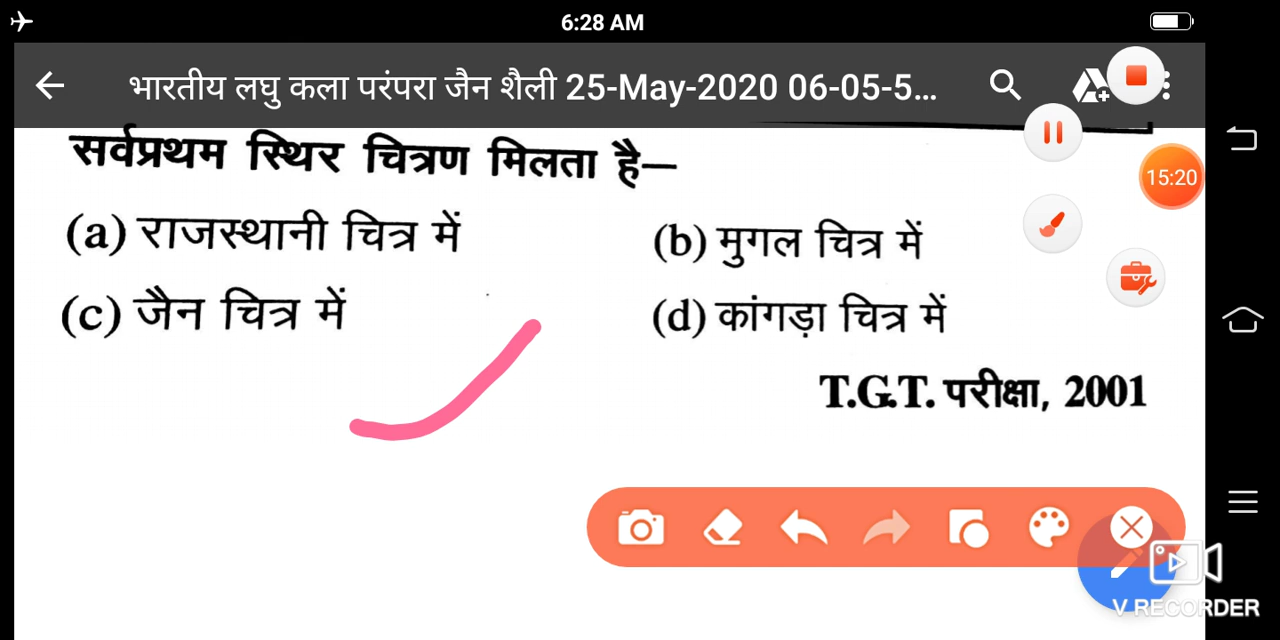 6:28 AM
भारतीय लघु कला परंपरा जैन शैली 25-May-2020 06-05-5...
15:20
सर्वप्रथम स्थिर चित्रण मिलता है—
(a) राजस्थानी चित्र में
(b) मुगल चित्र में
(c) जैन चित्र में
(d) कांगड़ा चित्र में
T.G.T. परीक्षा, 2001
V RECORDER